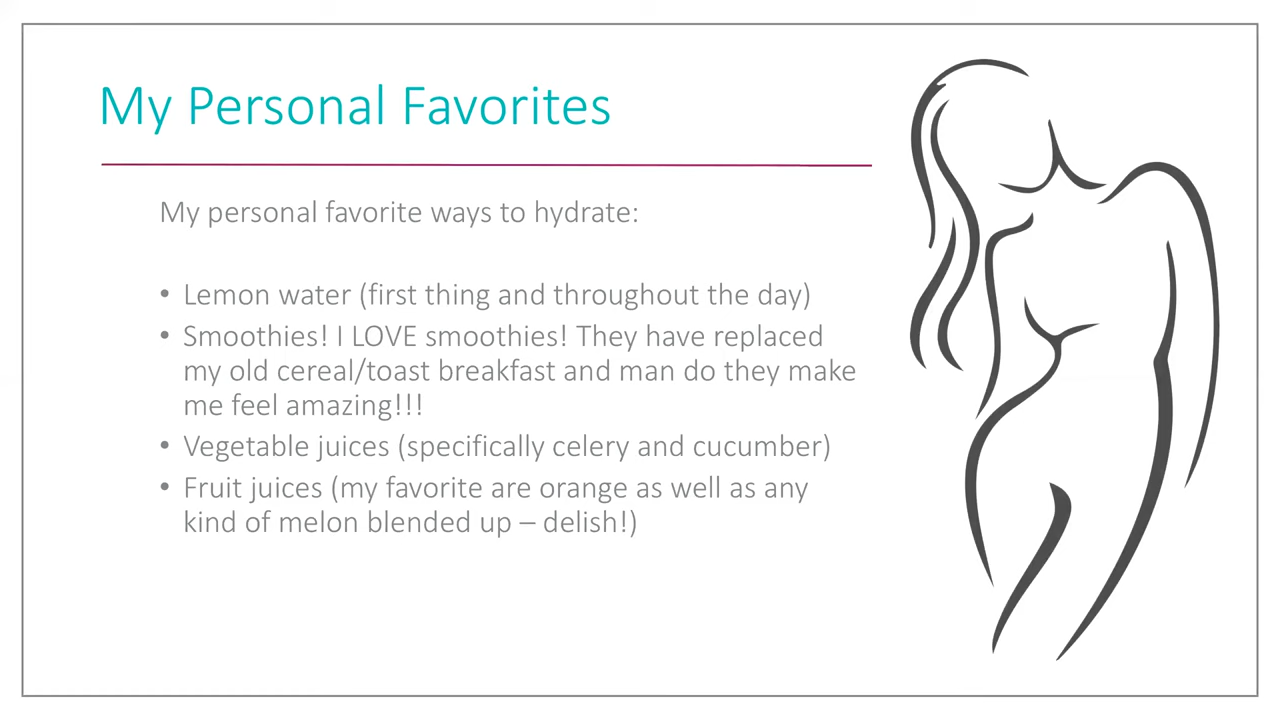 My Personal Favorites
My personal favorite ways to hydrate:
• Lemon water (first thing and throughout the day)
• Smoothies! I LOVE smoothies! They have replaced
my old cereal/toast breakfast and man do they make
me feel amazing!!!
• Vegetable juices (specifically celery and cucumber)
• Fruit juices (my favorite are orange as well as any
kind of melon blended up – delish!)